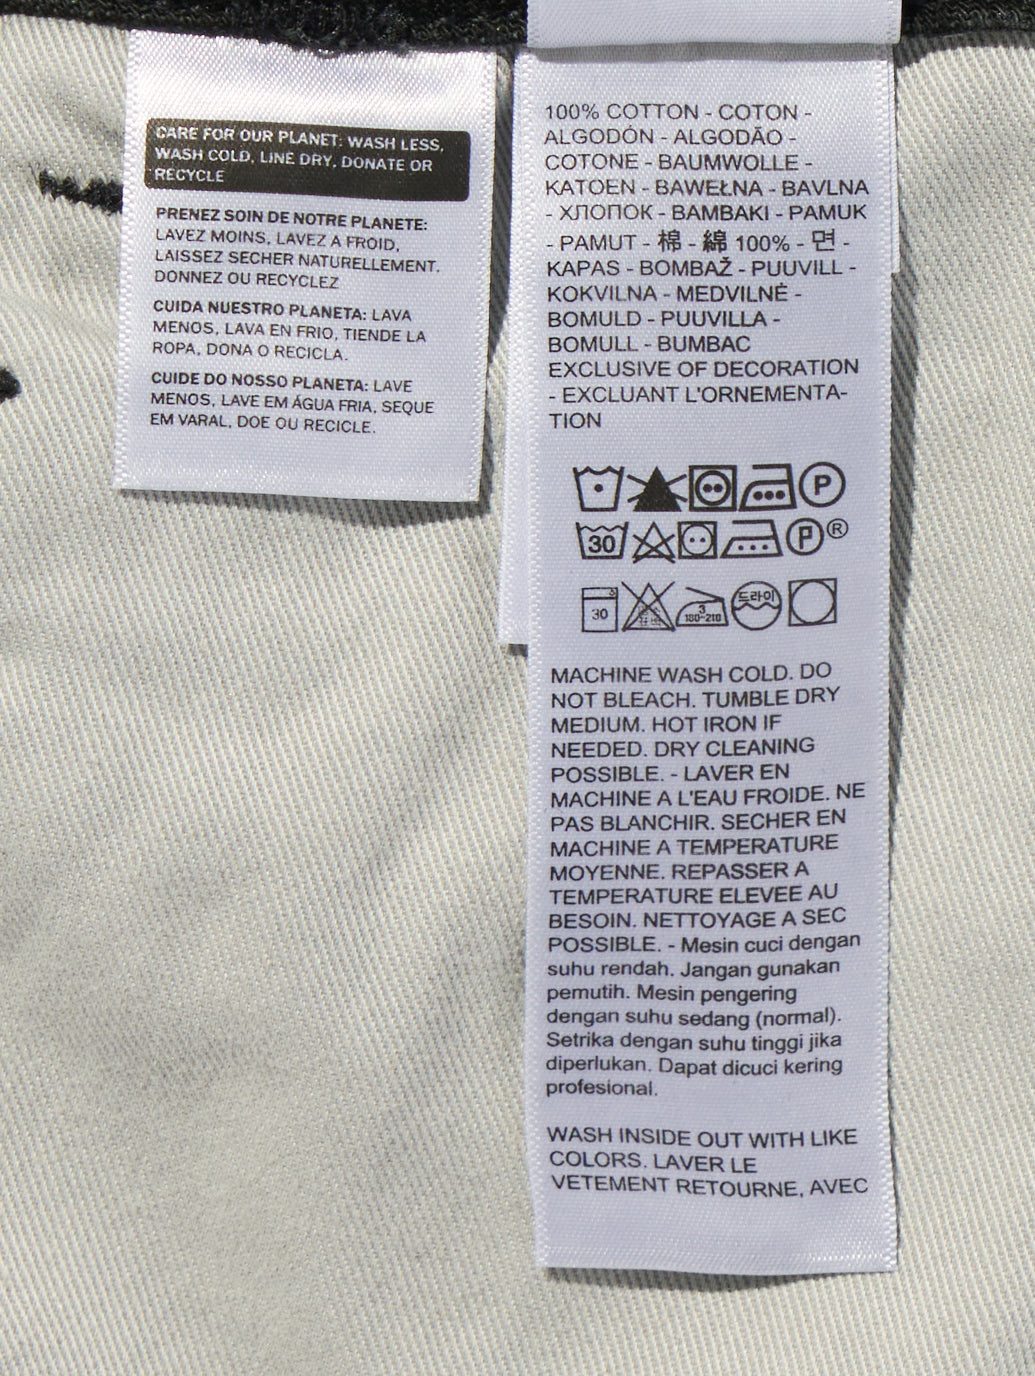 CARE FOR OUR PLANET: WASH LESS,
WASH COLD, LINE DRY, DONATE OR
RECYCLE
PRENEZ SOIN DE NOTRE PLANETE:
LAVEZ MOINS, LAVEZ A FROID,
LAISSEZ SECHER NATURELLEMENT.
DONNEZ OU RECYCLEZ
CUIDA NUESTRO PLANETA: LAVA
MENOS, LAVA EN FRIO, TIENDE LA
ROPA, DONA O RECICLA.
CUIDE DO NOSSO PLANETA: LAVE
MENOS, LAVE EM ÁGUA FRIA, SEQUE
EM VARAL, DOE OU RECICLE.
100% COTTON - COTON -
ALGODÓN - ALGODÃO -
COTONE - BAUMWOLLE -
KATOEN - BAWEŁNA - BAVLNA
- ХЛОПОК - BAMBAKI - PAMUK
- PAMUT - 棉 - 綿 100% - 면 -
KAPAS - BOMBAŽ - PUUVILL -
KOKVILNA - MEDVILNĖ -
BOMULD - PUUVILLA -
BOMULL - BUMBAC
EXCLUSIVE OF DECORATION
- EXCLUANT L'ORNEMENTA-
TION
P
30 P®
30 3 180-210 드라이
MACHINE WASH COLD. DO
NOT BLEACH. TUMBLE DRY
MEDIUM. HOT IRON IF
NEEDED. DRY CLEANING
POSSIBLE. - LAVER EN
MACHINE A L'EAU FROIDE. NE
PAS BLANCHIR. SECHER EN
MACHINE A TEMPERATURE
MOYENNE. REPASSER A
TEMPERATURE ELEVEE AU
BESOIN. NETTOYAGE A SEC
POSSIBLE. - Mesin cuci dengan
suhu rendah. Jangan gunakan
pemutih. Mesin pengering
dengan suhu sedang (normal).
Setrika dengan suhu tinggi jika
diperlukan. Dapat dicuci kering
profesional.
WASH INSIDE OUT WITH LIKE
COLORS. LAVER LE
VETEMENT RETOURNE, AVEC